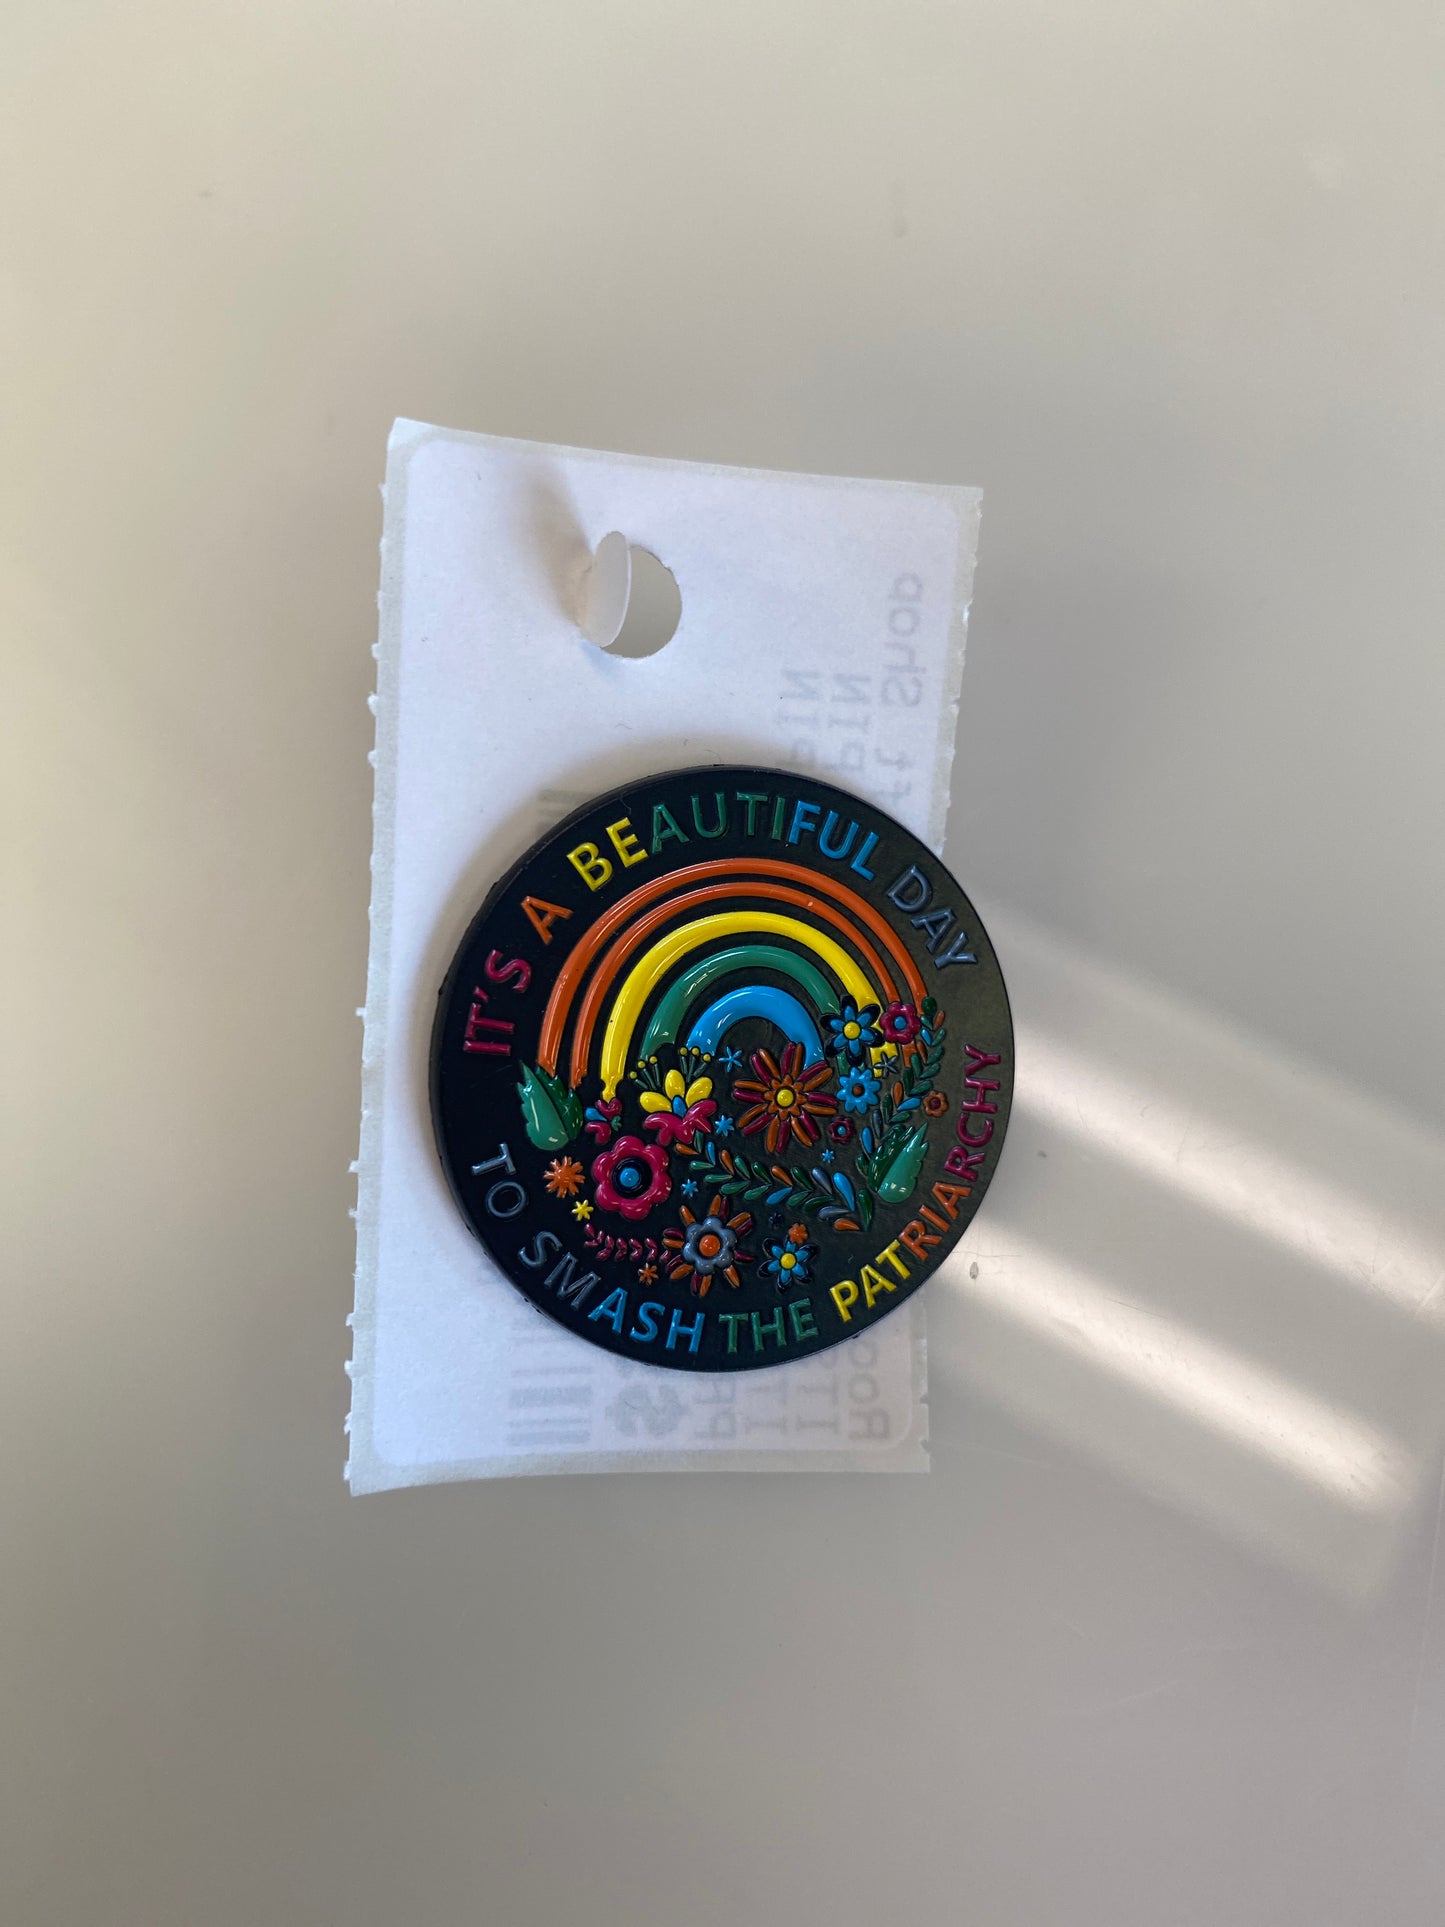 IT'S A BEAUTIFUL DAY
TO SMASH THE PATRIARCHY